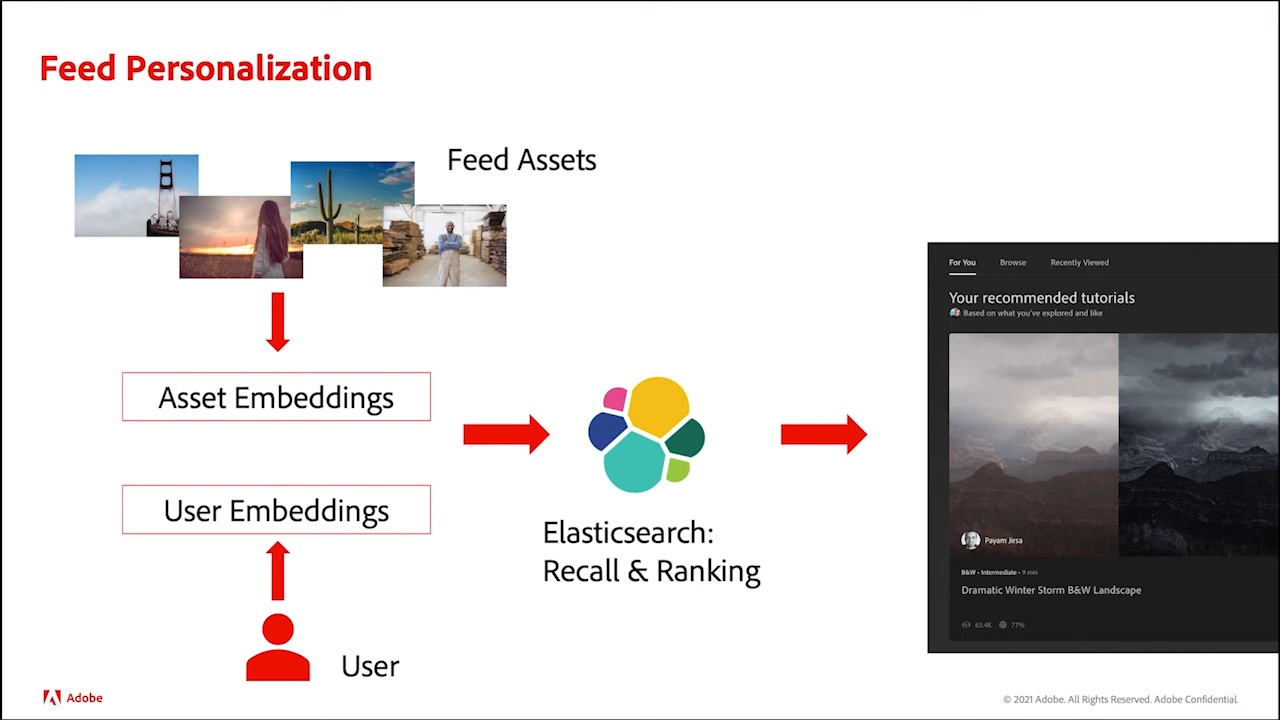 Feed Personalization
Feed Assets
Asset Embeddings
User Embeddings
User
Elasticsearch:
Recall & Ranking
For You
Browse
Recently Viewed
Your recommended tutorials
Based on what you've explored and like
Payam Jirsa
B&W • Intermediate • 9 min
Dramatic Winter Storm B&W Landscape
65.4K
77%
Adobe
© 2021 Adobe. All Rights Reserved. Adobe Confidential.